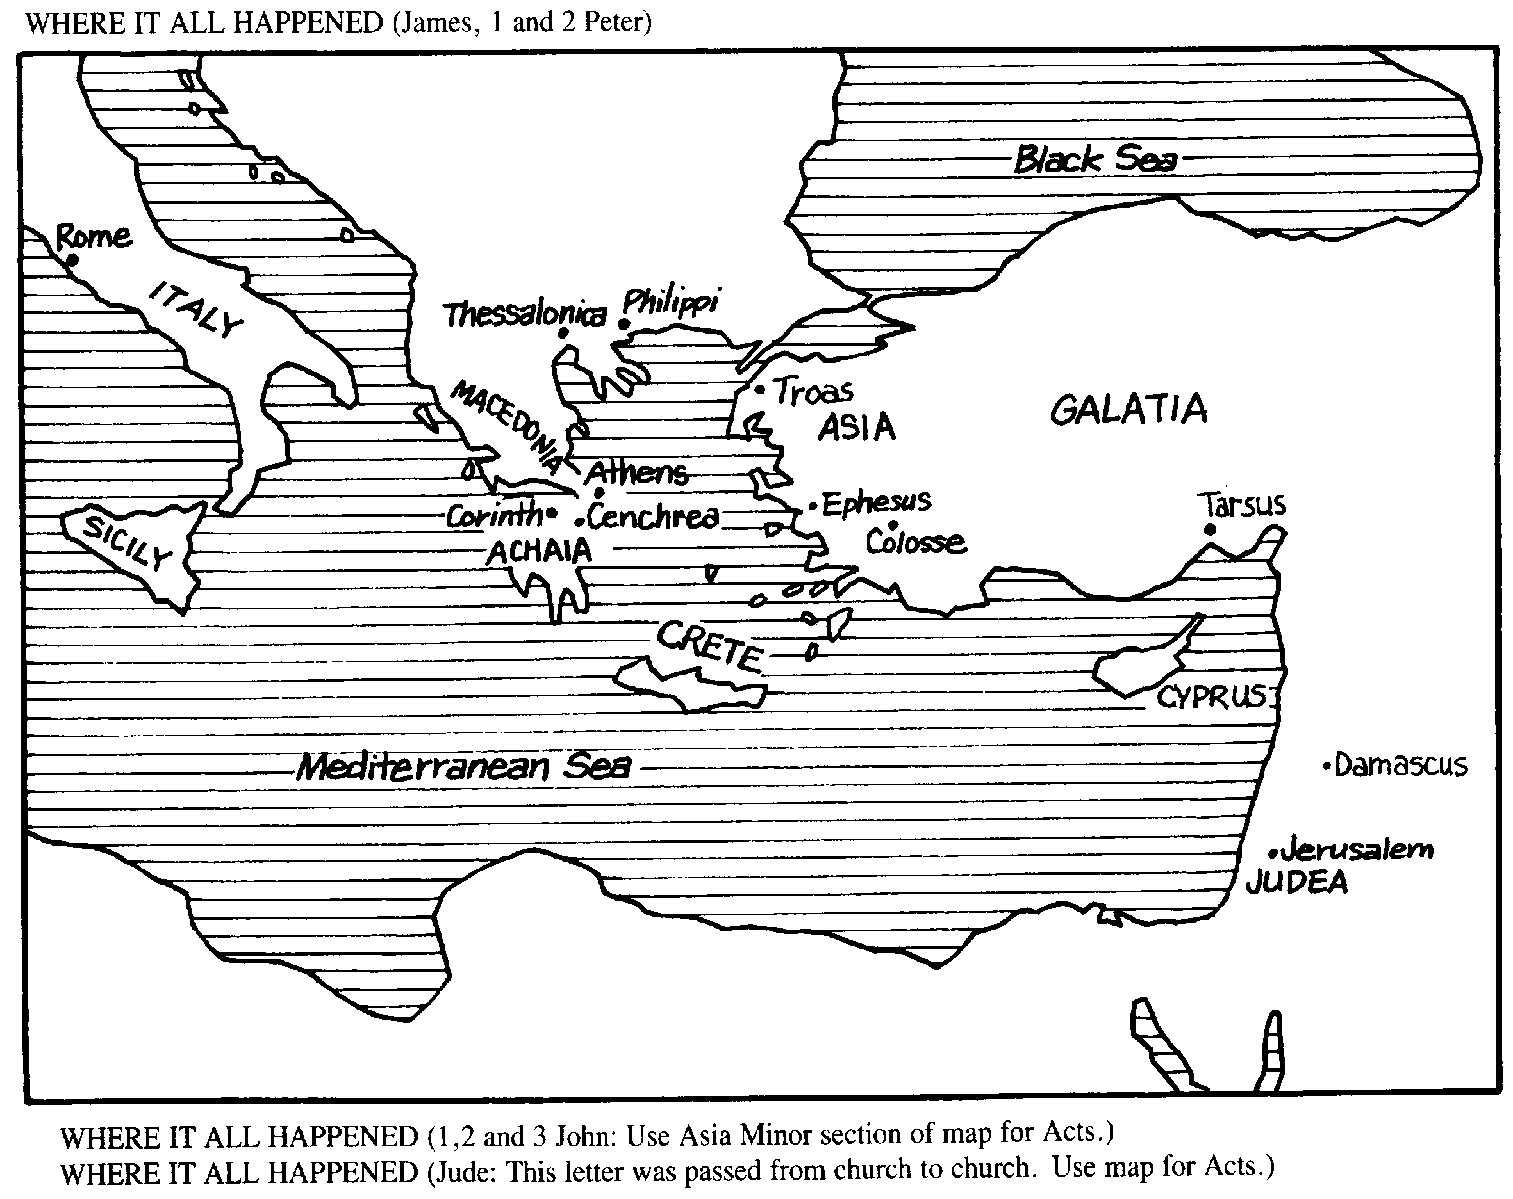 WHERE IT ALL HAPPENED (James, 1 and 2 Peter)
Black Sea
Rome
ITALY
Thessalonica
Philippi
MACEDONIA
Troas
ASIA
GALATIA
Athens
Corinth
Cenchrea
ACHAIA
Ephesus
Colosse
Tarsus
SICILY
CRETE
CYPRUS
Mediterranean Sea
Damascus
Jerusalem
JUDEA
WHERE IT ALL HAPPENED (1,2 and 3 John: Use Asia Minor section of map for Acts.)
WHERE IT ALL HAPPENED (Jude: This letter was passed from church to church. Use map for Acts.)